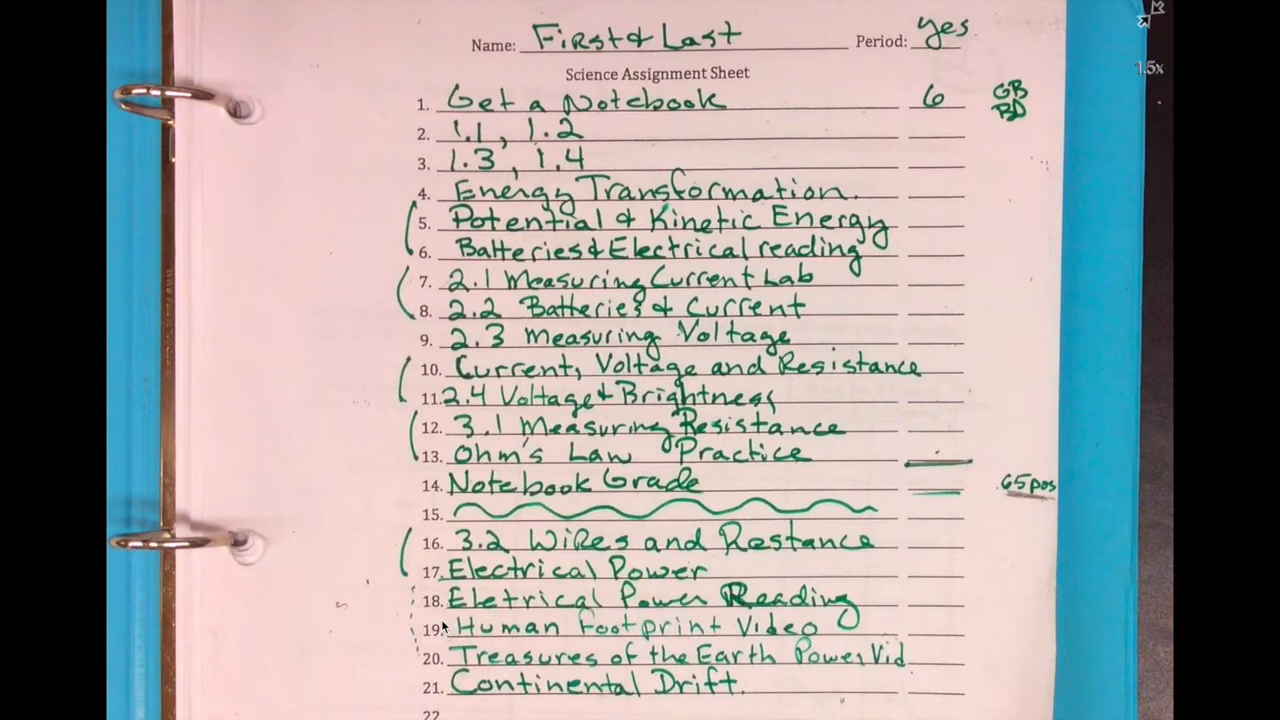 Name: First & Last Period: yes
1.5x
Science Assignment Sheet
1. Get a Notebook 6 GB
BD
2. 1.1, 1.2
3. 1.3, 1.4
4. Energy Transformation.
5. Potential & Kinetic Energy
6. Batteries & Electrical reading
7. 2.1 Measuring Current Lab
8. 2.2 Batteries & Current
9. 2.3 Measuring Voltage
10. Current, Voltage and Resistance
11. 2.4 Voltage & Brightness
12. 3.1 Measuring Resistance
13. Ohm's Law Practice
14. Notebook Grade 65pos
15.
16. 3.2 Wires and Restance
17. Electrical Power
18. Eletrical Power Reading
19. Human Footprint Video
20. Treasures of the Earth Power Vid
21. Continental Drift.
22